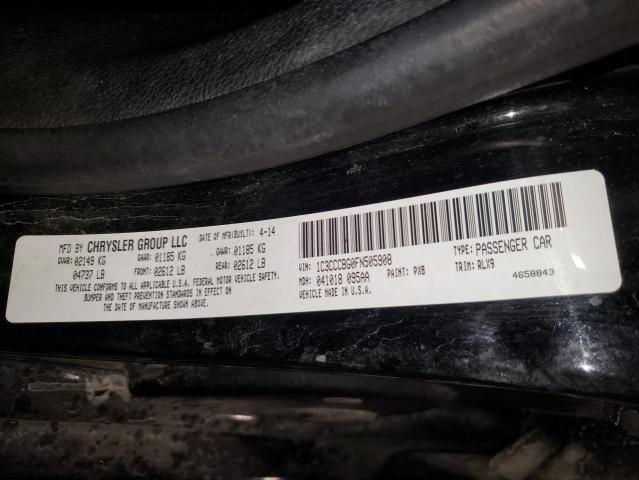 MFD BY CHRYSLER GROUP LLC DATE OF MFR(BUILT): 4-14
GVWR: 02149 KG GAWR: 01185 KG GAWR: 01185 KG
04737 LB FRONT: 02612 LB REAR: 02612 LB
THIS VEHICLE CONFORMS TO ALL APPLICABLE U.S.A. FEDERAL MOTOR VEHICLE SAFETY,
BUMPER AND THEFT PREVENTION STANDARDS IN EFFECT ON
THE DATE OF MANUFACTURE SHOWN ABOVE.
VIN: 1C3CCCBG0FN505908 TYPE: PASSENGER CAR
MDH: 041018 095AA PAINT: PX8 TRIM: RLX9
VEHICLE MADE IN U.S.A. 4658843